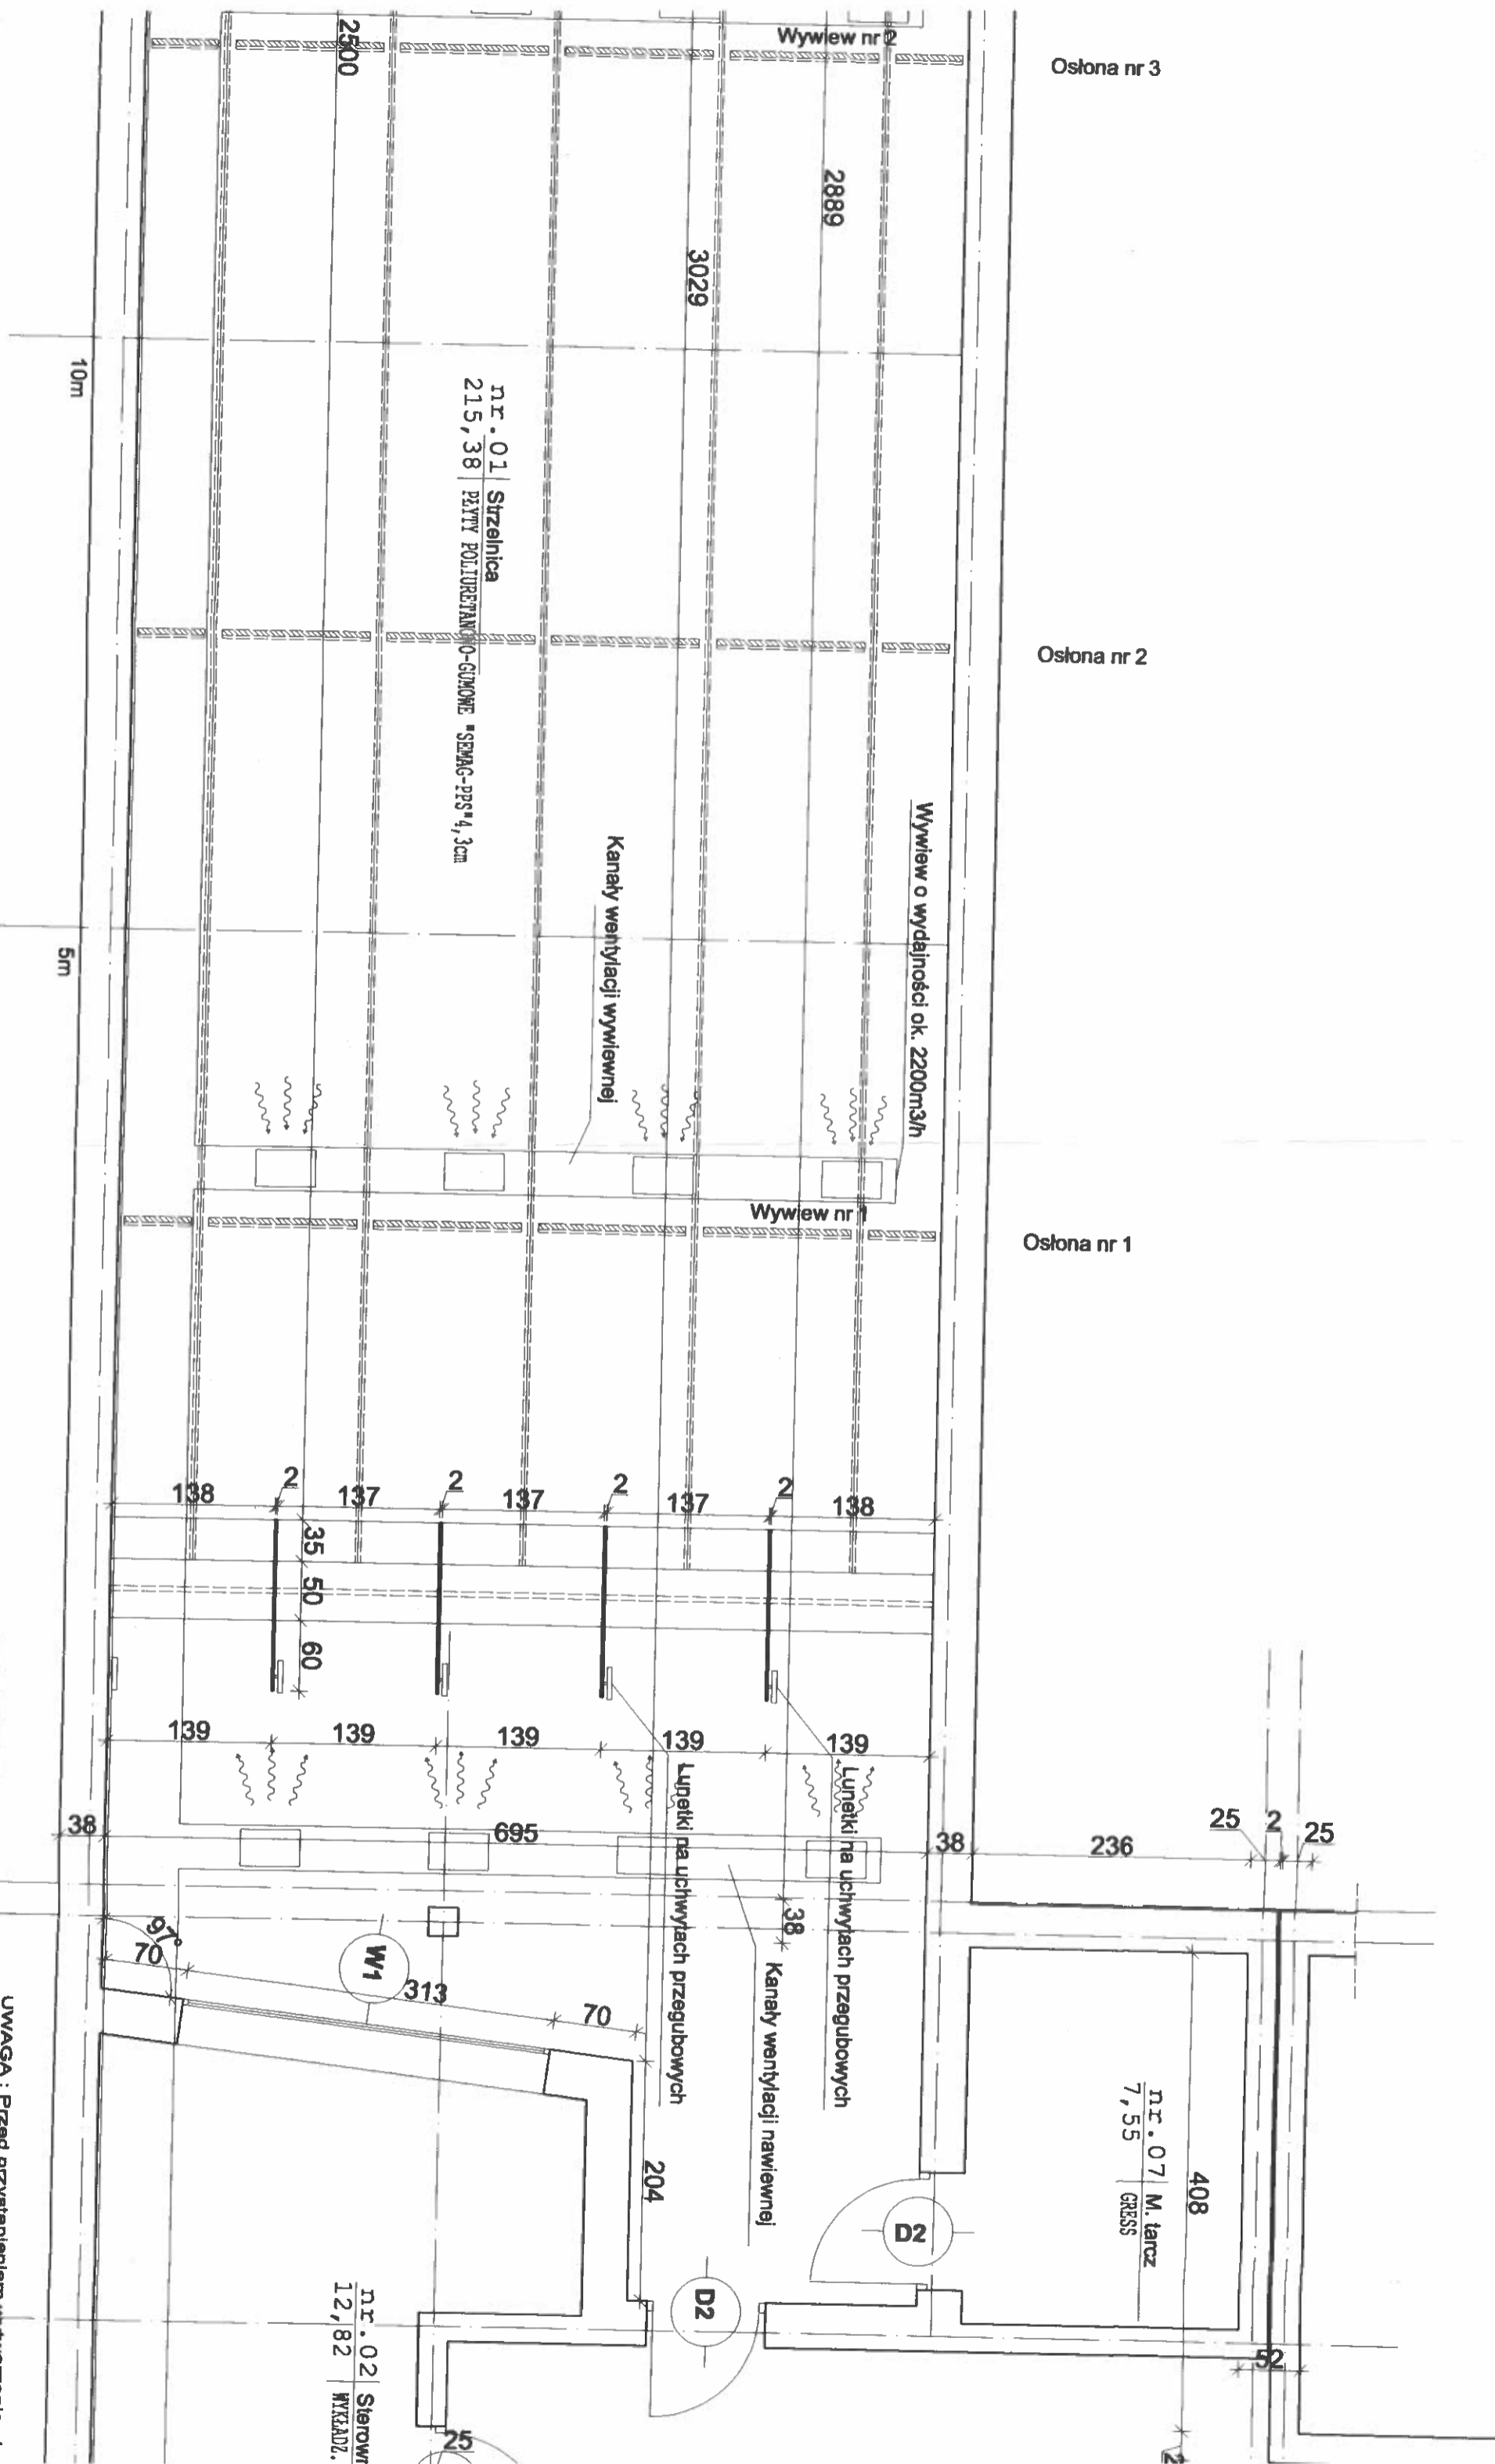 Wywiew nr 2
Osłona nr 3
2500
2889
3029
10m
nr.01 Strzelnica
215,38 PŁYTY POLIURETANOWO-GUMOWE "SEMAG-PPS"4,3cm
Osłona nr 2
Wywiew o wydajności ok. 2200m3/h
Kanały wentylacji wywiewnej
5m
Wywiew nr 1
Osłona nr 1
138 2 137 2 137 2 137 2 138
35
50
60
139 139 139 139 139
Lunetki na uchwytach przegubowych
Lunetki na uchwytach przegubowych
38 695 38 236 25 2 25
38
97°
70 313 70
W1
Kanały wentylacji nawiewnej
204
nr.07 M. tarcz
7,55 GRESS
408
D2
D2
52
nr.02
12,82 WYKŁADZ.
25
UWAGA : Przed